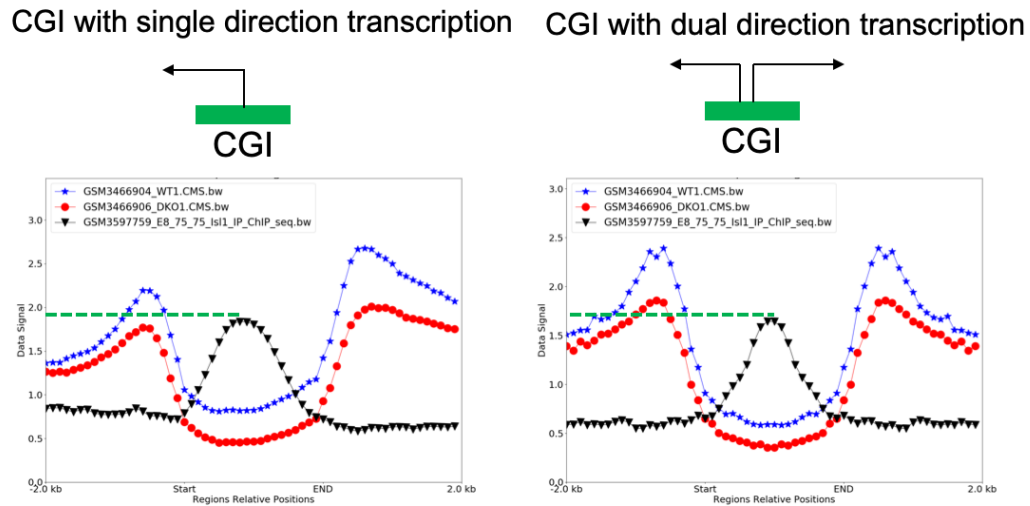 CGI with single direction transcription
CGI
GSM3466904_WT1.CMS.bw
GSM3466906_DKO1.CMS.bw
GSM3597759_E8_75_75_Isl1_IP_ChIP_seq.bw
3.0
2.5
2.0
1.5
1.0
0.5
0.0
Data Signal
-2.0 kb
Start
END
2.0 kb
Regions Relative Positions
CGI with dual direction transcription
CGI
GSM3466904_WT1.CMS.bw
GSM3466906_DKO1.CMS.bw
GSM3597759_E8_75_75_Isl1_IP_ChIP_seq.bw
3.0
2.5
2.0
1.5
1.0
0.5
0.0
Data Signal
-2.0 kb
Start
END
2.0 kb
Regions Relative Positions